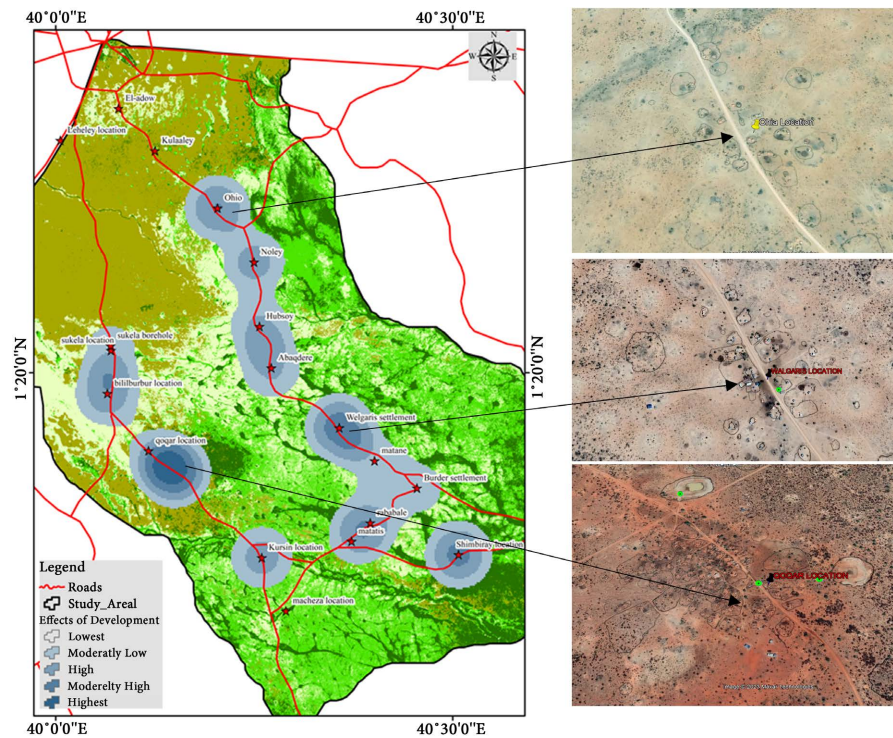 40°0'0"E
40°30'0"E
N
W E
S
El-adow
Leheley location
Kulaaley
Ohio
Noley
Hubsoy
sukela borehole
sukela location
Abaqdere
bililburbur location
1°20'0"N
1°20'0"N
Welgaris settlement
qoqar location
matane
Burder settlement
rababale
matatis
Kursin location
Shimbiray location
macheza location
Legend
Roads
Study_Areal
Effects of Development
Lowest
Moderatly Low
High
Moderelty High
Highest
40°0'0"E
40°30'0"E
Location
WALGARIS LOCATION
QOQAR LOCATION